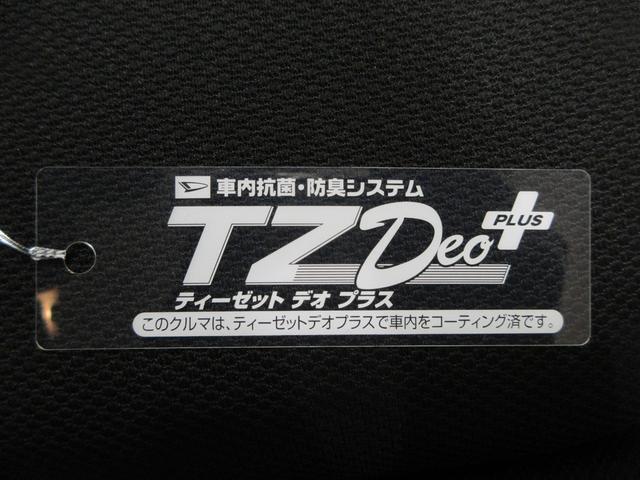 車内抗菌・防臭システム
TZ Deo PLUS
ティーゼット デオ プラス
このクルマは、ティーゼットデオプラスで車内をコーティング済です。